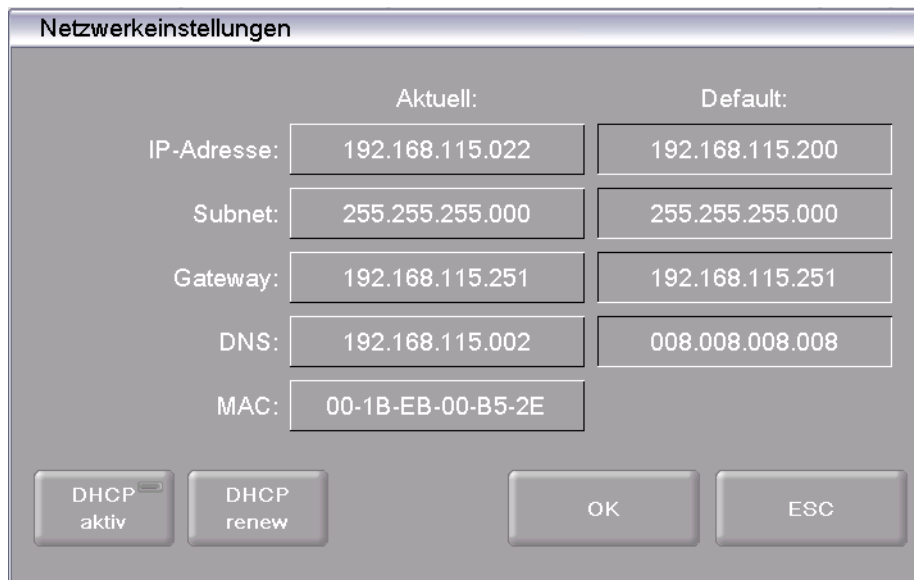 Netzwerkeinstellungen
Aktuell: Default:
IP-Adresse: 192.168.115.022 192.168.115.200
Subnet: 255.255.255.000 255.255.255.000
Gateway: 192.168.115.251 192.168.115.251
DNS: 192.168.115.002 008.008.008.008
MAC: 00-1B-EB-00-B5-2E
DHCP aktiv
DHCP renew
OK
ESC